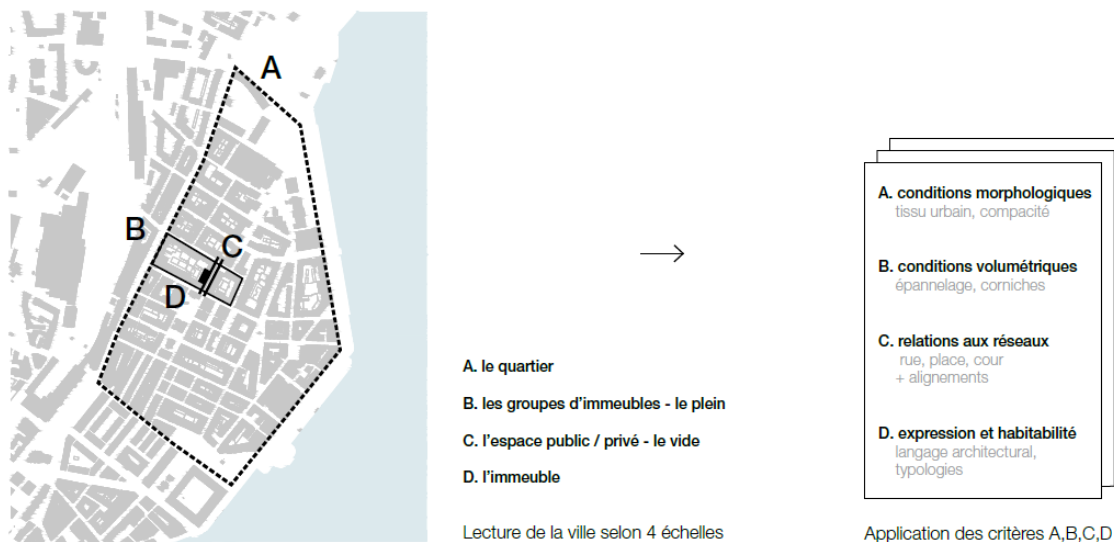 A
B
C
D
A. le quartier
B. les groupes d'immeubles - le plein
C. l'espace public / privé - le vide
D. l'immeuble
Lecture de la ville selon 4 échelles
A. conditions morphologiques
tissu urbain, compacité
B. conditions volumétriques
épannelage, corniches
C. relations aux réseaux
rue, place, cour
+ alignements
D. expression et habitabilité
langage architectural,
typologies
Application des critères A,B,C,D